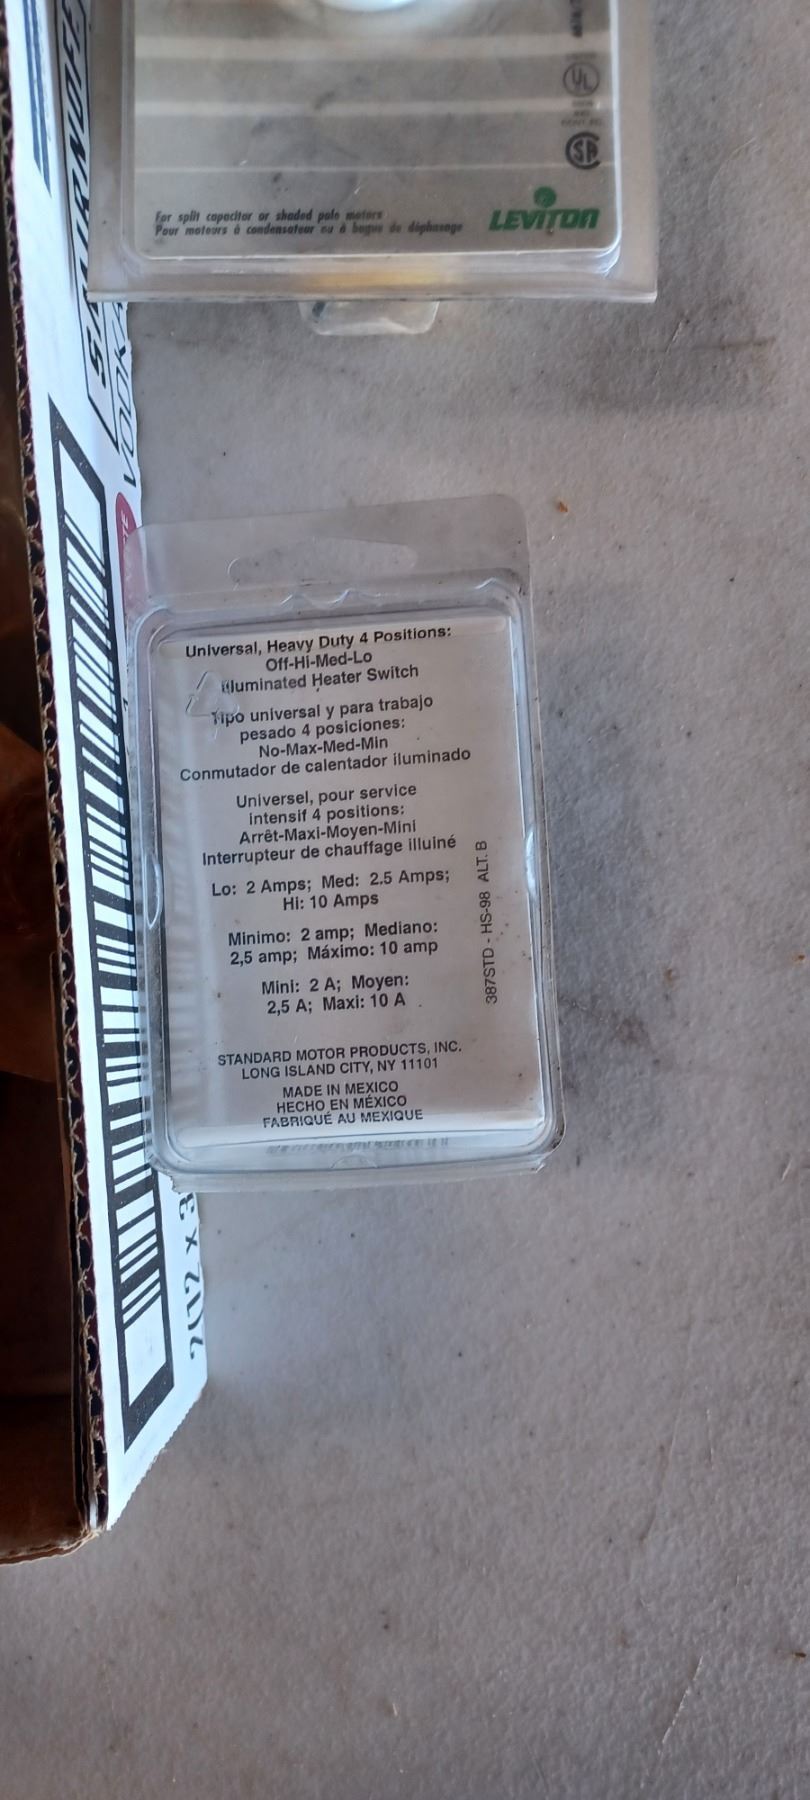 For split capacitor or shaded pole motors
Pour moteurs à condensateur ou à bague de déphasage
LEVITON
UL
SA
SMIRNOFF
VODKA
Universal, Heavy Duty 4 Positions:
Off-Hi-Med-Lo
Illuminated Heater Switch
Tipo universal y para trabajo
pesado 4 posiciones:
No-Max-Med-Min
Conmutador de calentador iluminado
Universel, pour service
intensif 4 positions:
Arrêt-Maxi-Moyen-Mini
Interrupteur de chauffage illuiné
Lo: 2 Amps; Med: 2.5 Amps;
Hi: 10 Amps
Minimo: 2 amp; Mediano:
2,5 amp; Máximo: 10 amp
Mini: 2 A; Moyen:
2,5 A; Maxi: 10 A
387STD - HS-98 ALT. B
STANDARD MOTOR PRODUCTS, INC.
LONG ISLAND CITY, NY 11101
MADE IN MEXICO
HECHO EN MÉXICO
FABRIQUÉ AU MEXIQUE